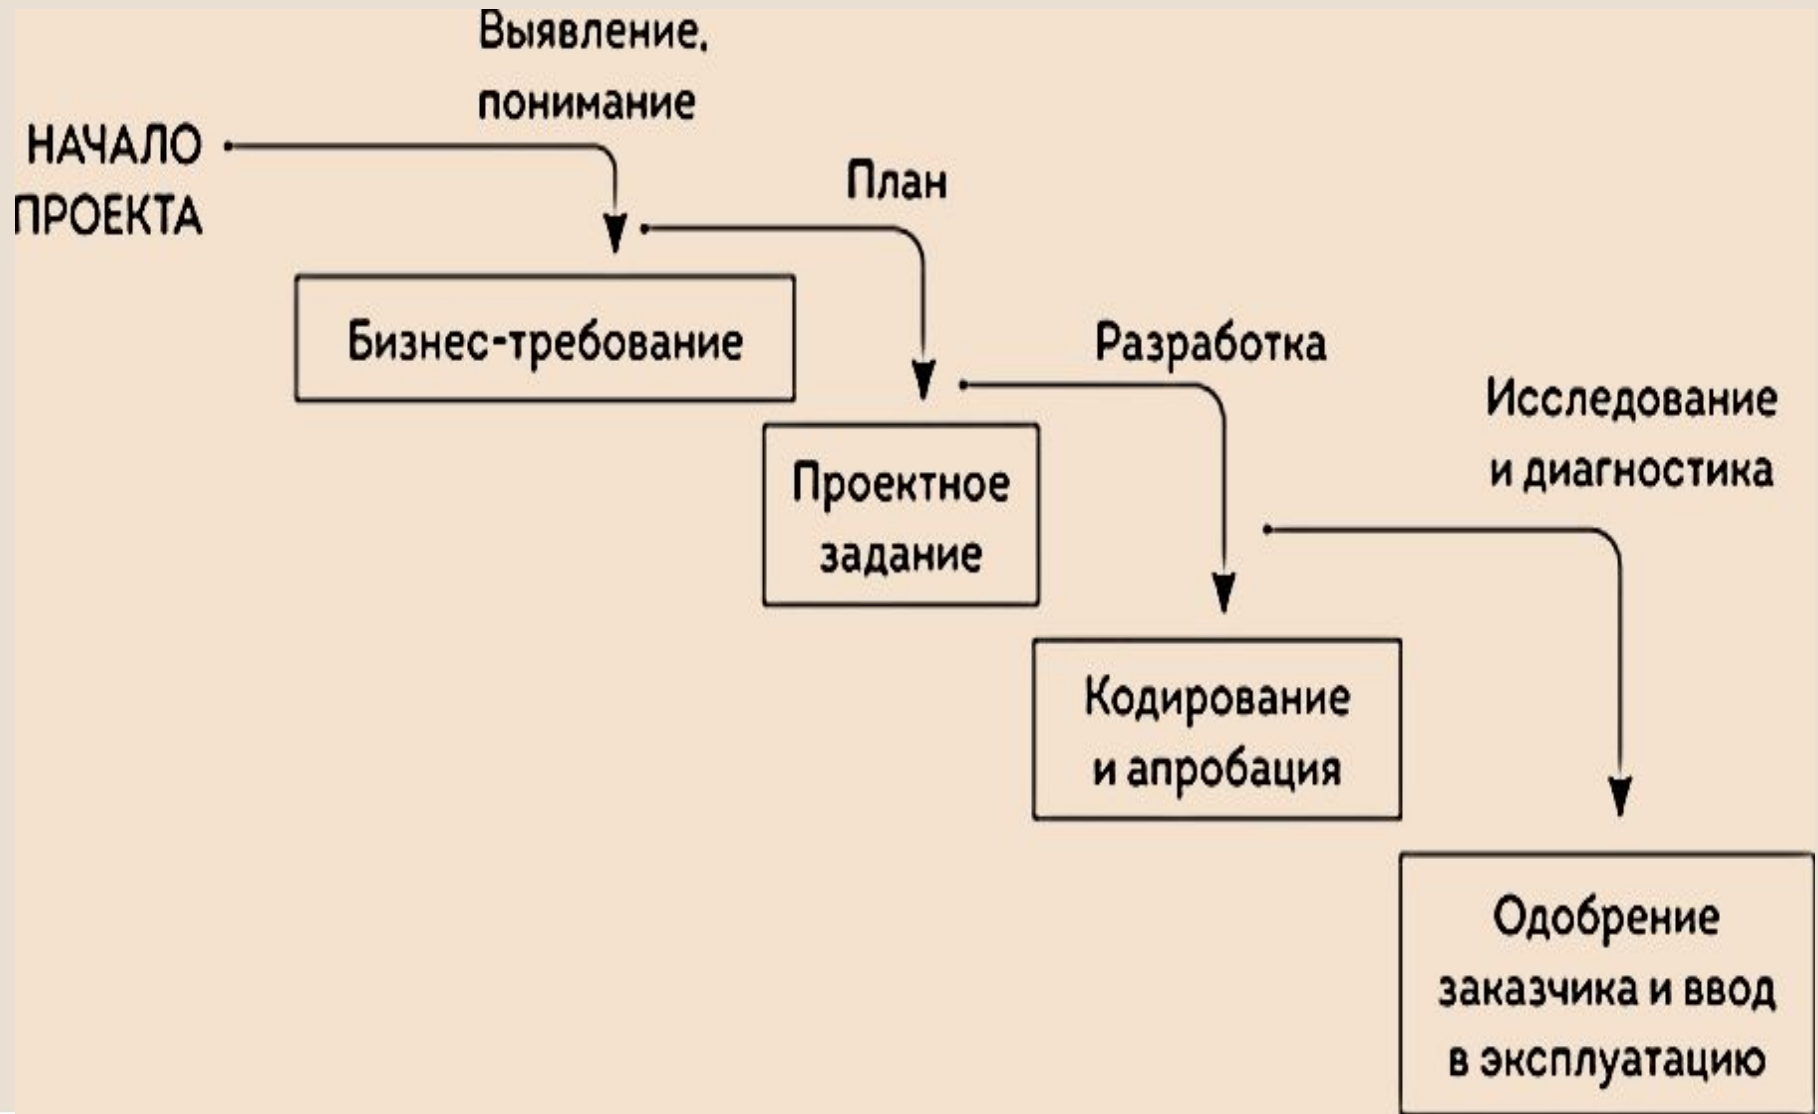 НАЧАЛО
ПРОЕКТА
Выявление,
понимание
Бизнес-требование
План
Проектное
задание
Разработка
Кодирование
и апробация
Исследование
и диагностика
Одобрение
заказчика и ввод
в эксплуатацию